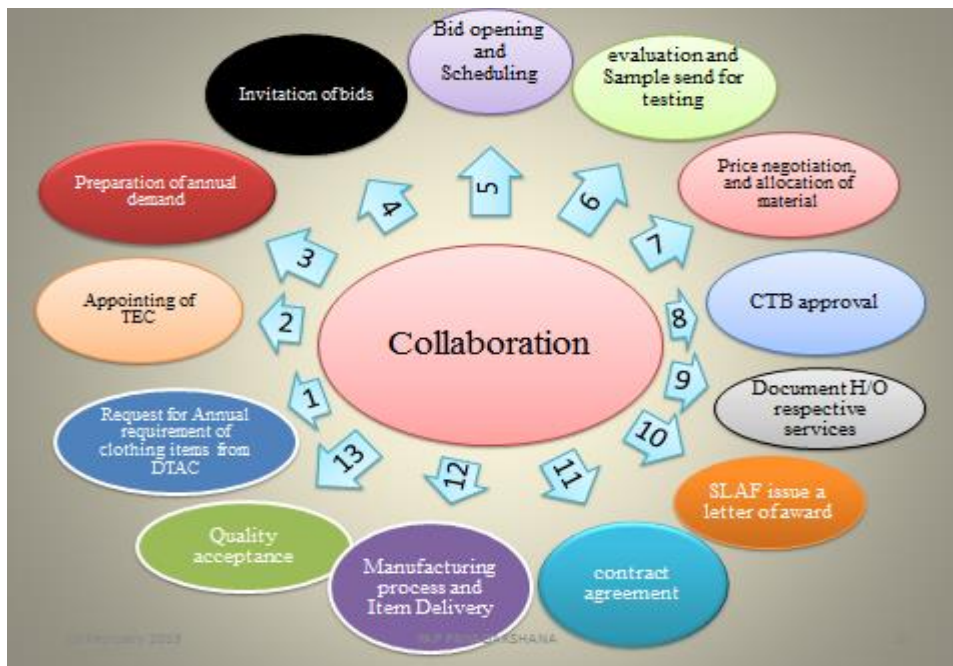 Collaboration
1
Request for Annual
requirement of
clothing items from
DTAC
2
Appointing of
TEC
3
Preparation of annual
demand
4
Invitation of bids
5
Bid opening
and
Scheduling
6
evaluation and
Sample send for
testing
7
Price negotiation,
and allocation of
material
8
CTB approval
9
Document H/O
respective
services
10
SLAF issue a
letter of award
11
contract
agreement
12
Manufacturing
process and
Item Delivery
13
Quality
acceptance
February 2013